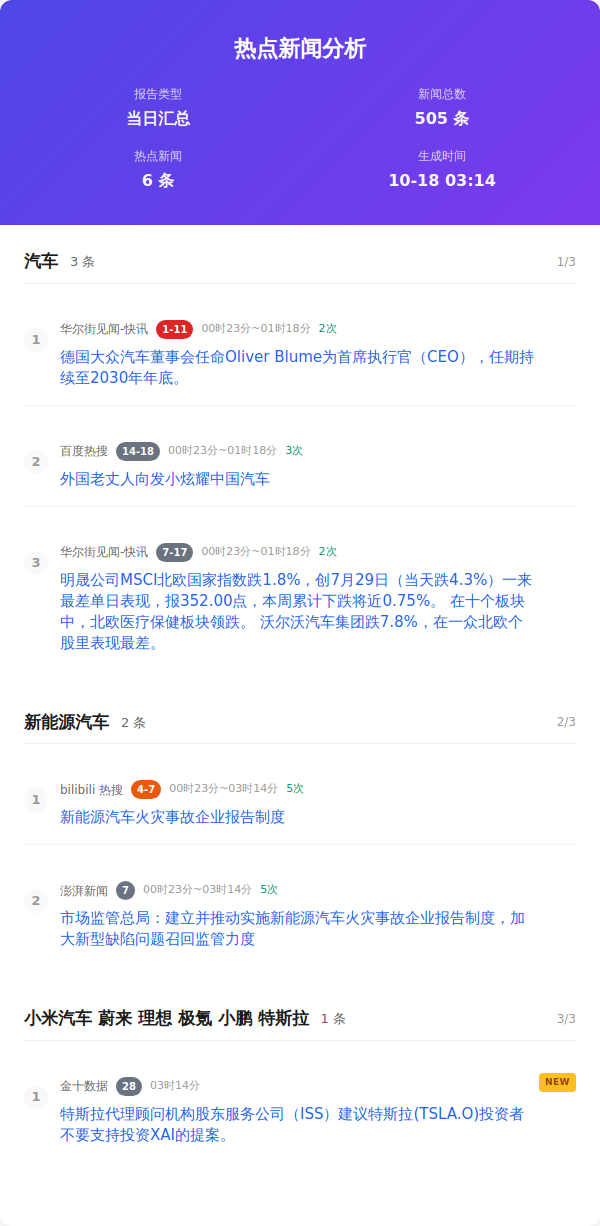 热点新闻分析
报告类型
新闻总数
当日汇总
505 条
热点新闻
生成时间
6 条
10-18 03:14
汽车 3 条 1/3
1 华尔街见闻-快讯 1-11 00时23分~01时18分 2次
德国大众汽车董事会任命Oliver Blume为首席执行官（CEO），任期持
续至2030年年底。
2 百度热搜 14-18 00时23分~01时18分 3次
外国老丈人向发小炫耀中国汽车
3 华尔街见闻-快讯 7-17 00时23分~01时18分 2次
明晟公司MSCI北欧国家指数跌1.8%，创7月29日（当天跌4.3%）一来
最差单日表现，报352.00点，本周累计下跌将近0.75%。 在十个板块
中，北欧医疗保健板块领跌。 沃尔沃汽车集团跌7.8%，在一众北欧个
股里表现最差。
新能源汽车 2 条 2/3
1 bilibili 热搜 4-7 00时23分~03时14分 5次
新能源汽车火灾事故企业报告制度
2 澎湃新闻 7 00时23分~03时14分 5次
市场监管总局：建立并推动实施新能源汽车火灾事故企业报告制度，加
大新型缺陷问题召回监管力度
小米汽车 蔚来 理想 极氪 小鹏 特斯拉 1 条 3/3
1 金十数据 28 03时14分 NEW
特斯拉代理顾问机构股东服务公司（ISS）建议特斯拉(TSLA.O)投资者
不要支持投资XAI的提案。